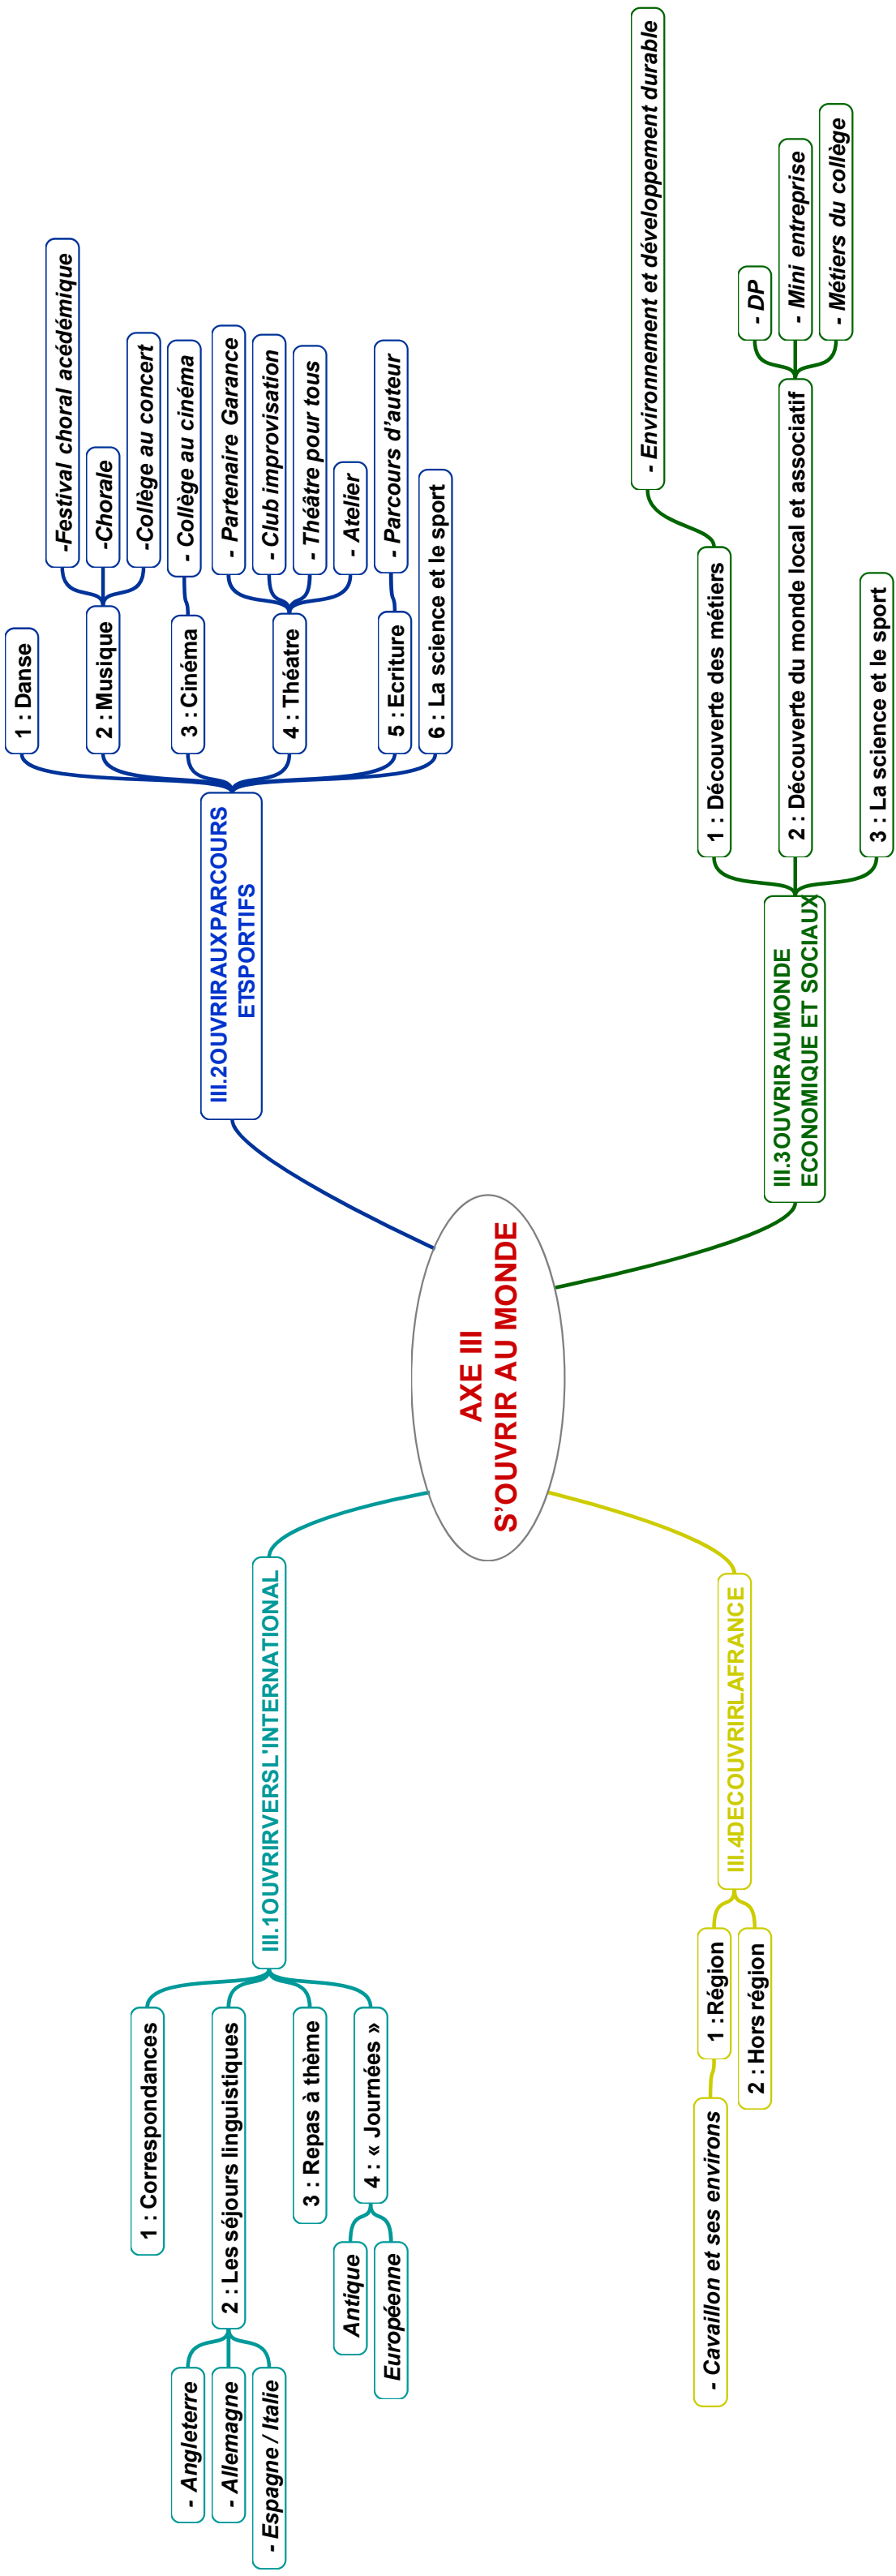 AXE III
S’OUVRIR AU MONDE
III.1OUVRIRVERSL'INTERNATIONAL
1 : Correspondances
2 : Les séjours linguistiques
- Angleterre
- Allemagne
- Espagne / Italie
3 : Repas à thème
4 : « Journées »
Antique
Européenne
III.2OUVRIRAUXPARCOURS
ETSPORTIFS
1 : Danse
2 : Musique
-Festival choral acédémique
-Chorale
-Collège au concert
3 : Cinéma
- Collège au cinéma
4 : Théatre
- Partenaire Garance
- Club improvisation
- Théâtre pour tous
- Atelier
5 : Ecriture
- Parcours d’auteur
6 : La science et le sport
III.3OUVRIRAUMONDE
ECONOMIQUE ET SOCIAUX
1 : Découverte des métiers
- Environnement et développement durable
2 : Découverte du monde local et associatif
- DP
- Mini entreprise
- Métiers du collège
3 : La science et le sport
III.4DECOUVRIRLAFRANCE
1 : Région
- Cavaillon et ses environs
2 : Hors région